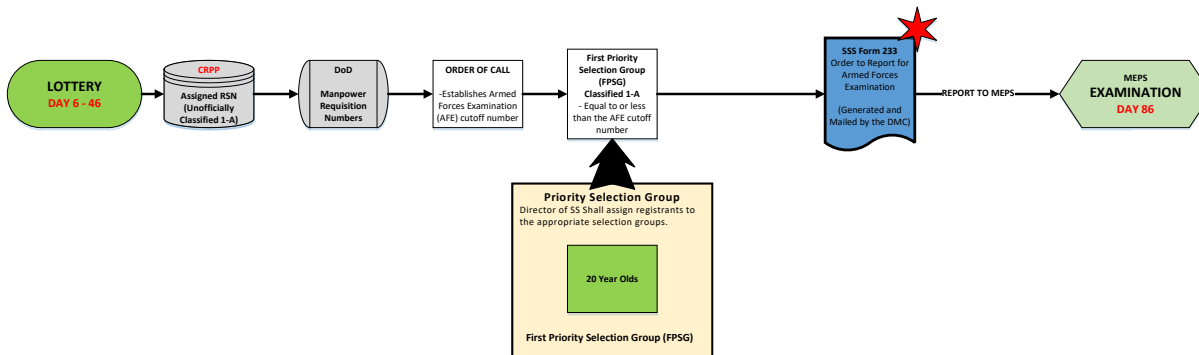 LOTTERY
DAY 6 - 46
CRPP
Assigned RSN
(Unofficially
Classified 1-A)
DoD
Manpower
Requisition
Numbers
ORDER OF CALL
-Establishes Armed
Forces Examination
(AFE) cutoff number
First Priority
Selection Group
(FPSG)
Classified 1-A
- Equal to or less
than the AFE cutoff
number
SSS Form 233
Order to Report for
Armed Forces
Examination
(Generated and
Mailed by the DMC)
REPORT TO MEPS
MEPS
EXAMINATION
DAY 86
Priority Selection Group
Director of SS Shall assign registrants to
the appropriate selection groups.
20 Year Olds
First Priority Selection Group (FPSG)